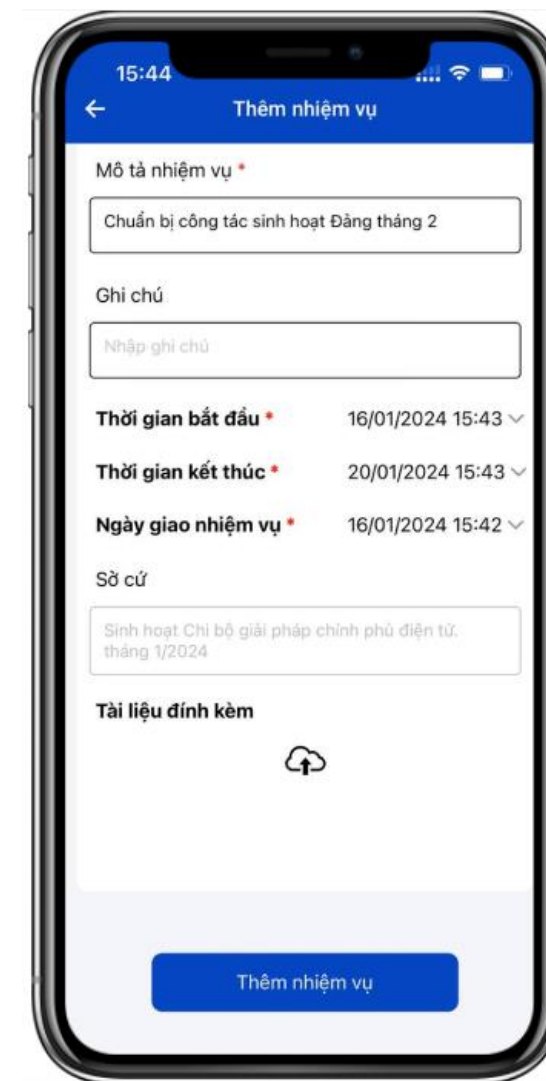 15:44
Thêm nhiệm vụ
Mô tả nhiệm vụ *
Chuẩn bị công tác sinh hoạt Đảng tháng 2
Ghi chú
Nhập ghi chú
Thời gian bắt đầu * 16/01/2024 15:43
Thời gian kết thúc * 20/01/2024 15:43
Ngày giao nhiệm vụ * 16/01/2024 15:42
Sở cứ
Sinh hoạt Chi bộ giải pháp chính phủ điện tử.
tháng 1/2024
Tài liệu đính kèm
Thêm nhiệm vụ